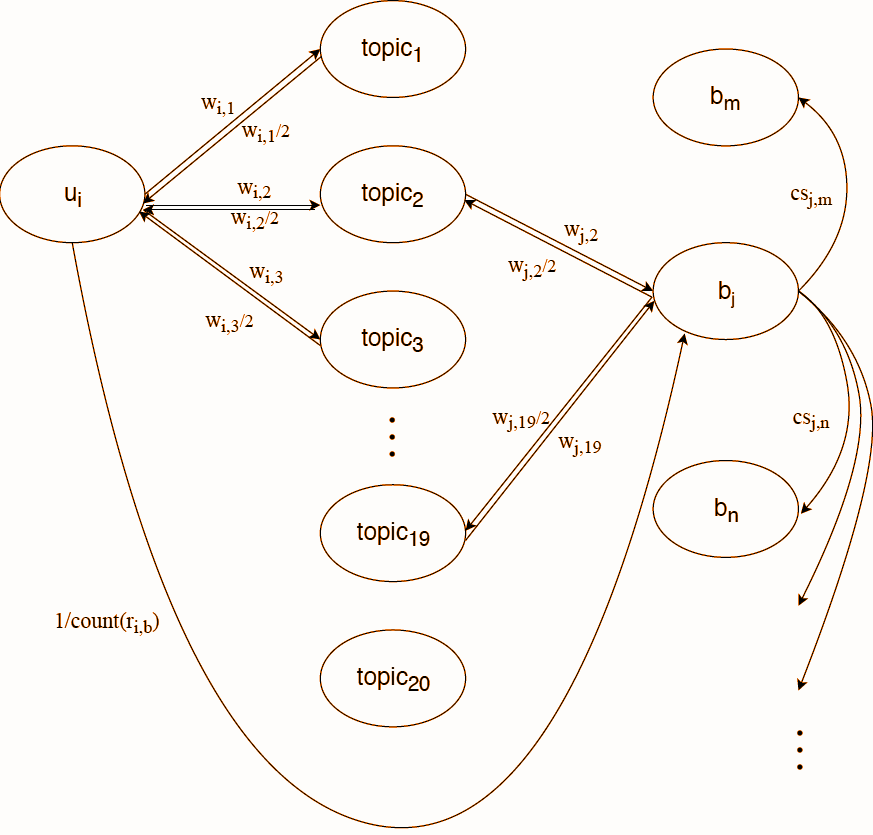 topic₁
bₘ
wᵢ,₁
wᵢ,₁/2
uᵢ
wᵢ,₂
wᵢ,₂/2
topic₂
csⱼ,ₘ
wⱼ,₂
wⱼ,₂/2
wᵢ,₃
wᵢ,₃/2
bⱼ
topic₃
wⱼ,₁₉/2
wⱼ,₁₉
csⱼ,ₙ
bₙ
topic₁₉
1/count(r_{i,b})
topic₂₀